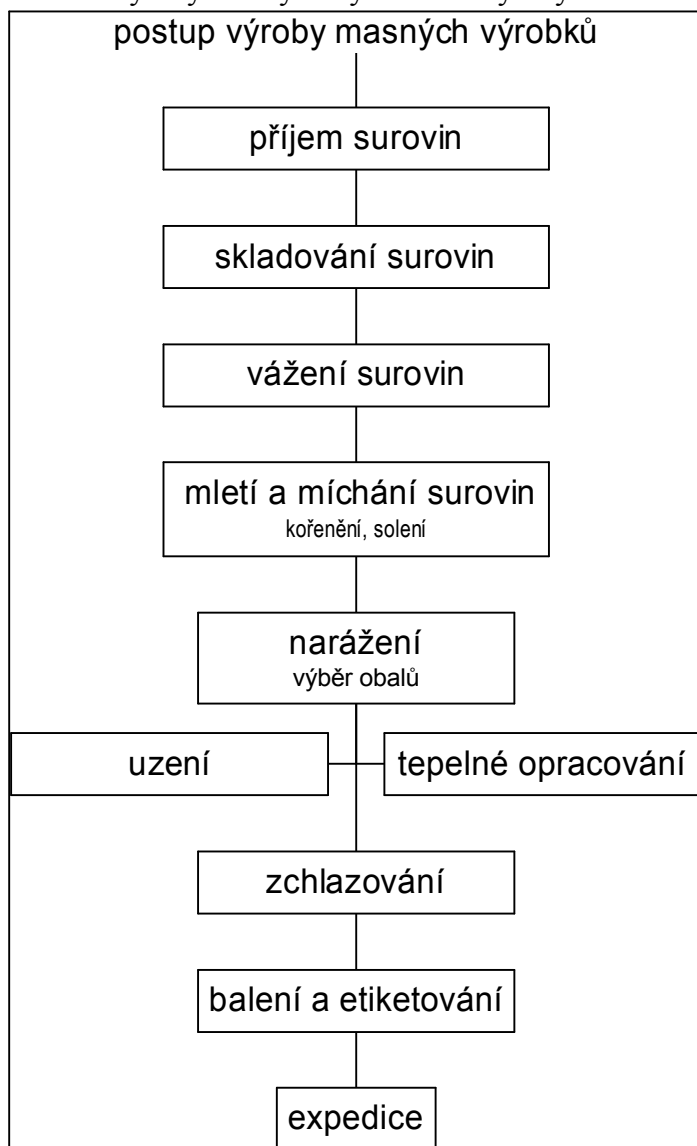 postup výroby masných výrobků
příjem surovin
skladování surovin
vážení surovin
mletí a míchání surovin
kořenění, solení
narážení
výběr obalů
uzení
tepelné opracování
zchlazování
balení a etiketování
expedice